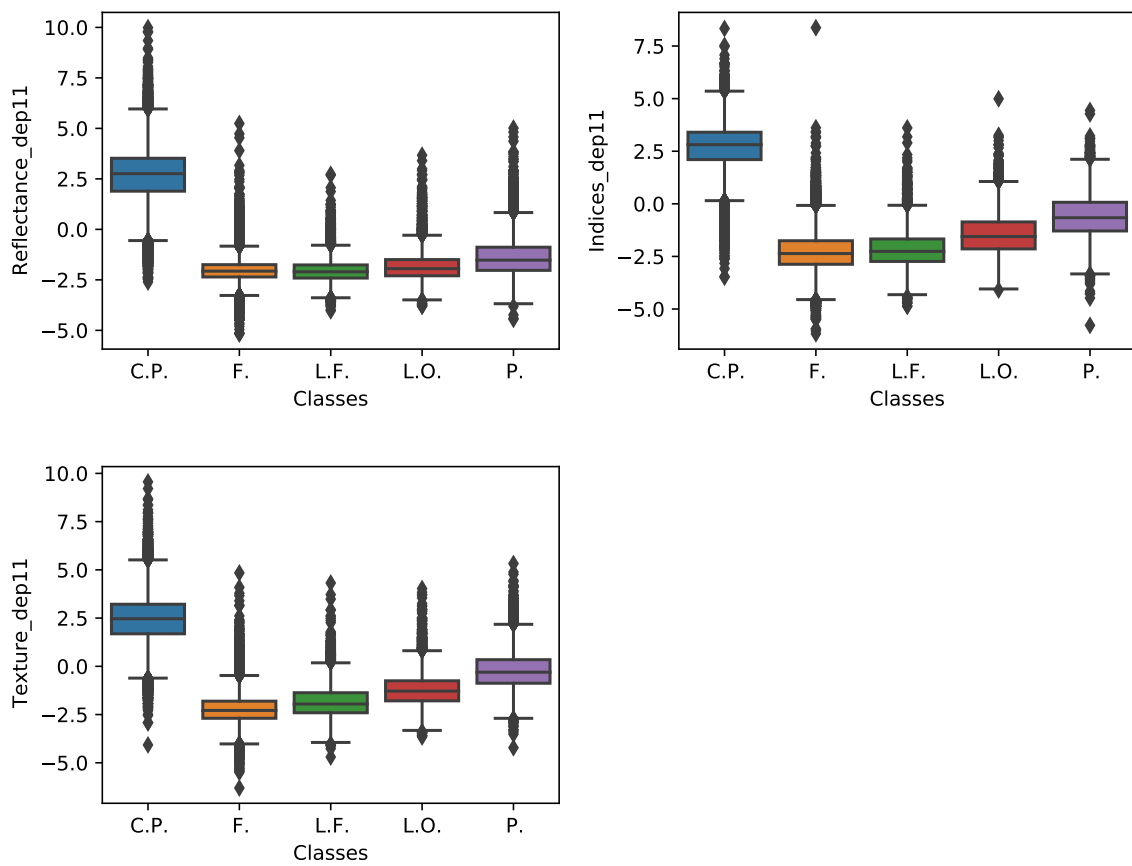 Reflectance_dep11
10.0
7.5
5.0
2.5
0.0
−2.5
−5.0
C.P. F. L.F. L.O. P.
Classes
Indices_dep11
7.5
5.0
2.5
0.0
−2.5
−5.0
C.P. F. L.F. L.O. P.
Classes
Texture_dep11
10.0
7.5
5.0
2.5
0.0
−2.5
−5.0
C.P. F. L.F. L.O. P.
Classes